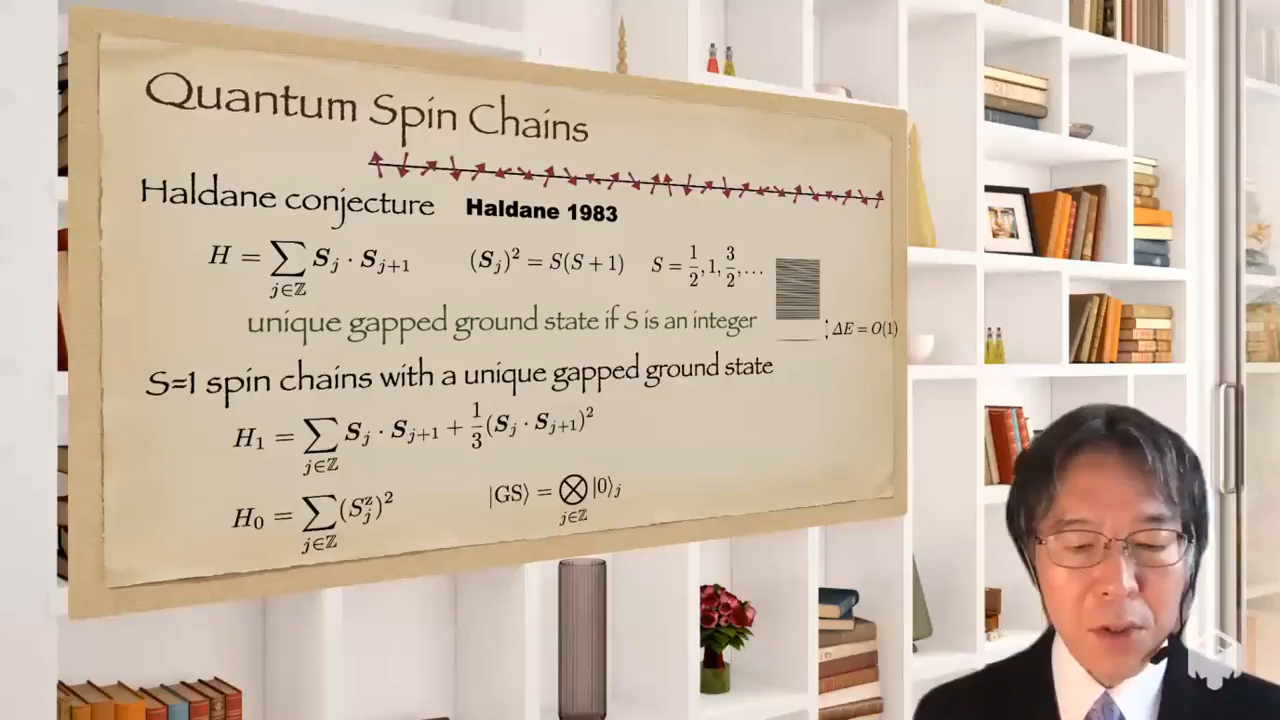 Quantum Spin Chains
Haldane conjecture Haldane 1983
H = ∑_{j∈ℤ} S_j · S_{j+1} (S_j)^2 = S(S + 1) S = 1/2, 1, 3/2, …
unique gapped ground state if S is an integer
ΔE = O(1)
S=1 spin chains with a unique gapped ground state
H_1 = ∑_{j∈ℤ} S_j · S_{j+1} + 1/3 (S_j · S_{j+1})^2
H_0 = ∑_{j∈ℤ} (S_j^z)^2 |GS⟩ = ⨂_{j∈ℤ} |0⟩_j